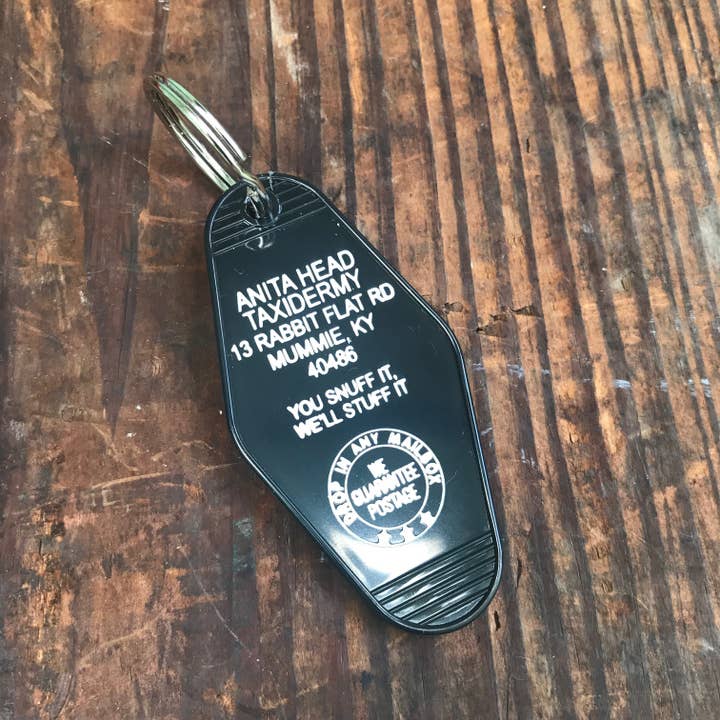 ANITA HEAD
TAXIDERMY
13 RABBIT FLAT RD
MUMMIE, KY
40486
YOU SNUFF IT,
WE'LL STUFF IT
DROP IN ANY MAILBOX
WE
GUARANTEE
POSTAGE